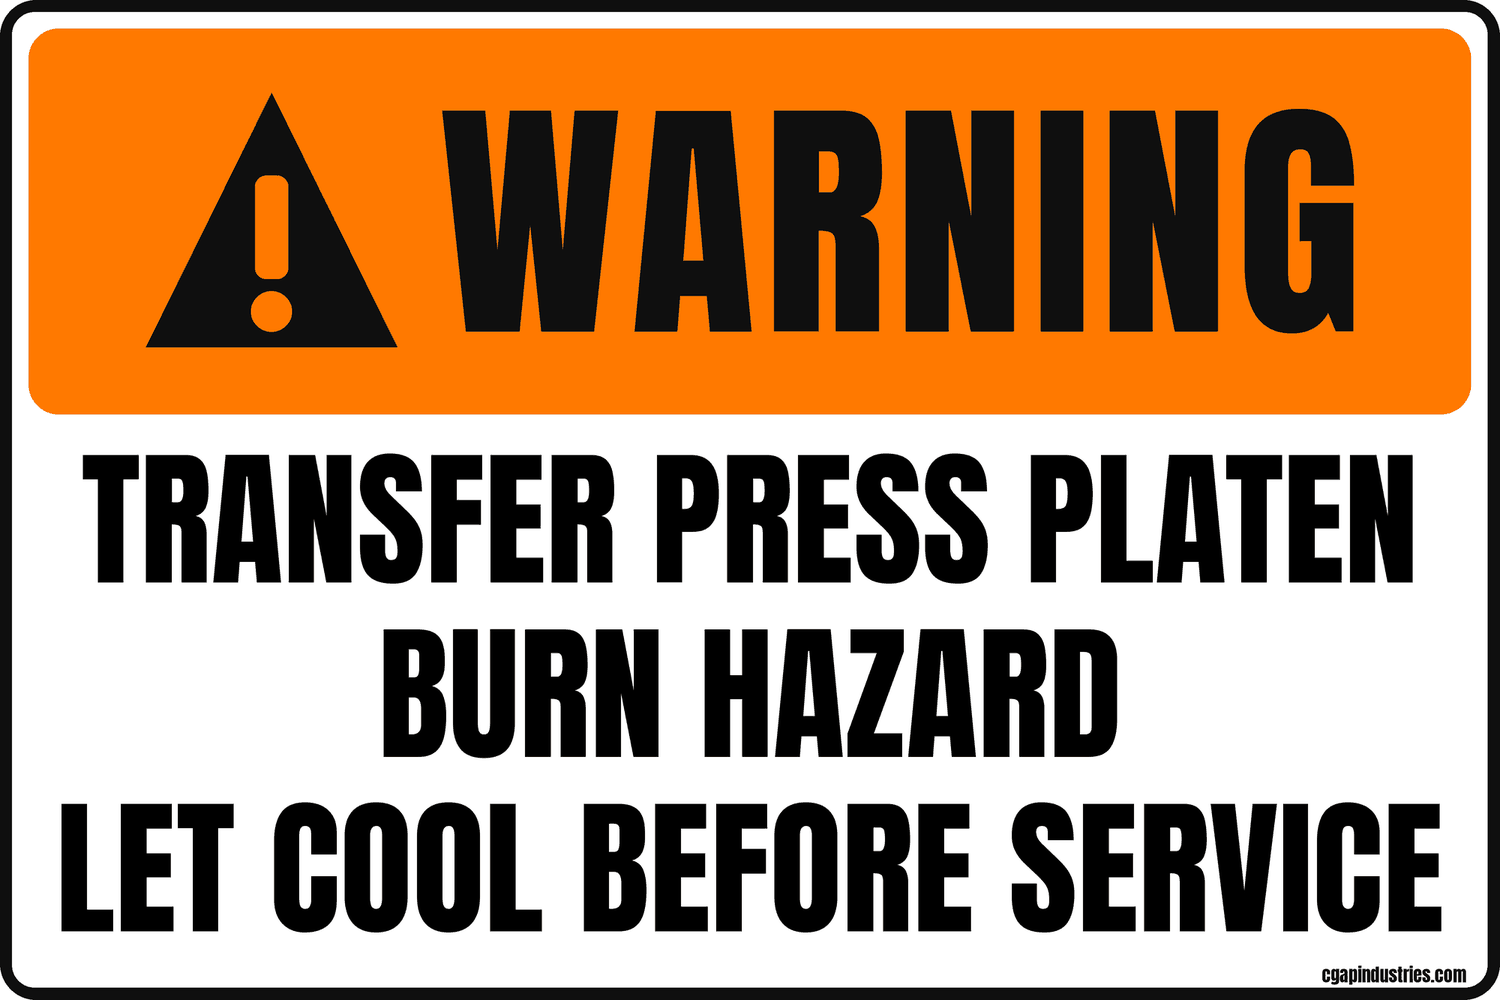 WARNING
TRANSFER PRESS PLATEN
BURN HAZARD
LET COOL BEFORE SERVICE
cgapindustries.com